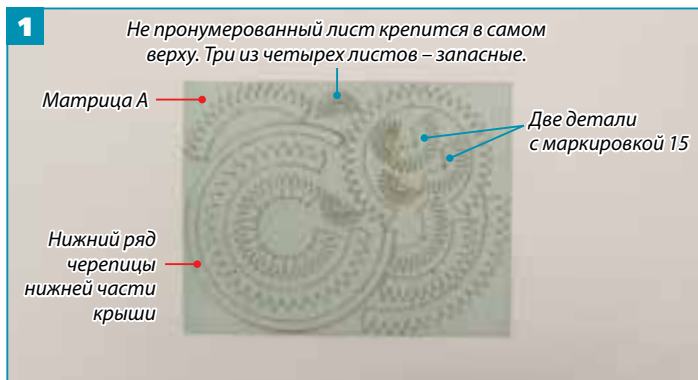 1
Не пронумерованный лист крепится в самом
верху. Три из четырех листов – запасные.
Матрица А
Две детали
с маркировкой 15
Нижний ряд
черепицы
нижней части
крыши